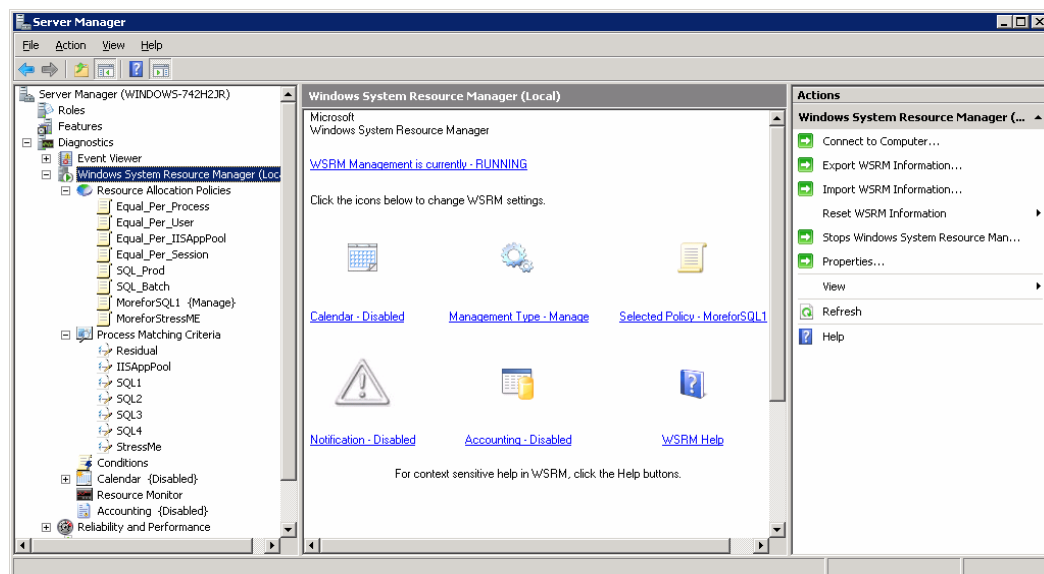 Server Manager
File Action View Help
Server Manager (WINDOWS-742H2JR)
Roles
Features
Diagnostics
Event Viewer
Windows System Resource Manager (Loc
Resource Allocation Policies
Equal_Per_Process
Equal_Per_User
Equal_Per_IISAppPool
Equal_Per_Session
SQL_Prod
SQL_Batch
MoreforSQL1 {Manage}
MoreforStressME
Process Matching Criteria
Residual
IISAppPool
SQL1
SQL2
SQL3
SQL4
StressMe
Conditions
Calendar {Disabled}
Resource Monitor
Accounting {Disabled}
Reliability and Performance
Windows System Resource Manager (Local)
Microsoft
Windows System Resource Manager
WSRM Management is currently - RUNNING
Click the icons below to change WSRM settings.
Calendar - Disabled
Management Type - Manage
Selected Policy - MoreforSQL1
Notification - Disabled
Accounting - Disabled
WSRM Help
For context sensitive help in WSRM, click the Help buttons.
Actions
Windows System Resource Manager (...
Connect to Computer...
Export WSRM Information...
Import WSRM Information...
Reset WSRM Information
Stops Windows System Resource Man...
Properties...
View
Refresh
Help